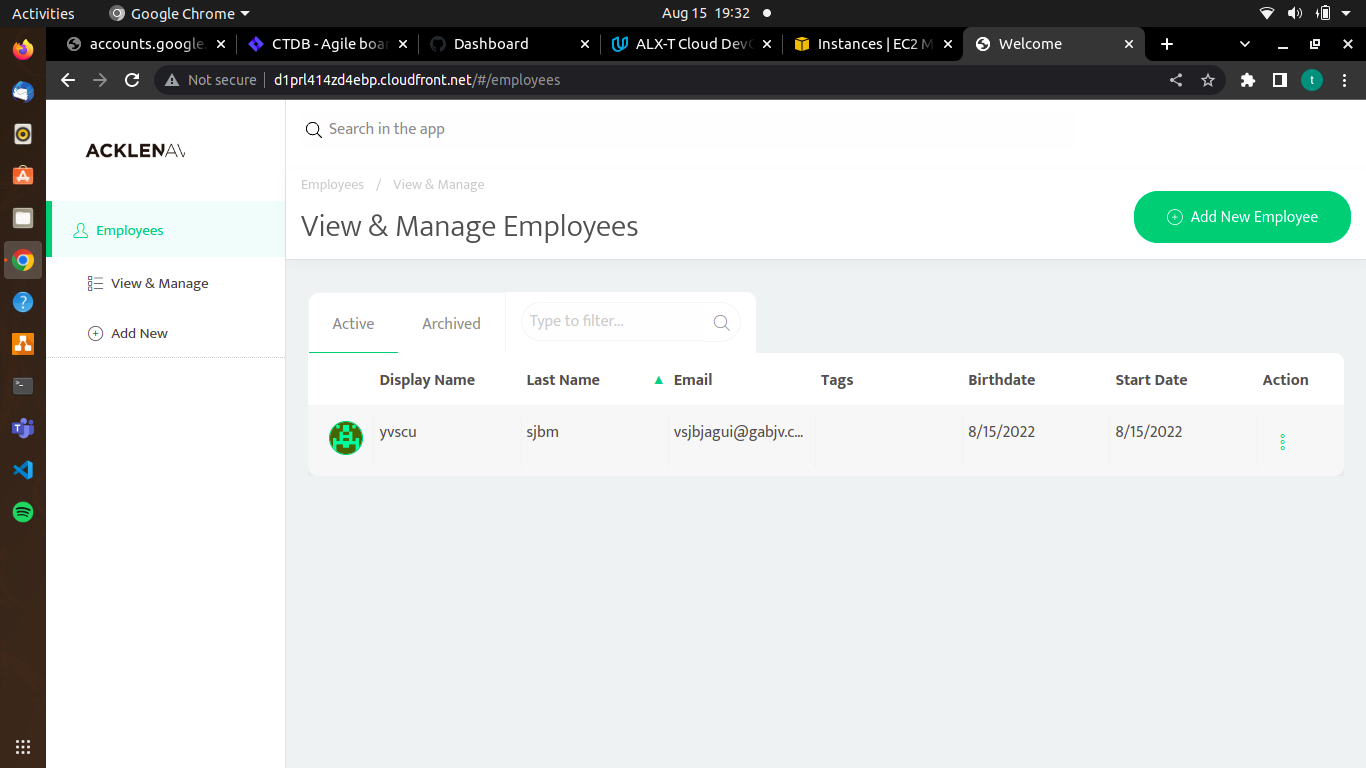 Activities Google Chrome Aug 15 19:32
accounts.google. CTDB - Agile boar Dashboard ALX-T Cloud DevO Instances | EC2 M Welcome
Not secure d1prl414zd4ebp.cloudfront.net/#/employees t
Search in the app
ACKLENAV
Employees / View & Manage
View & Manage Employees
Add New Employee
Employees
View & Manage
Add New
Active Archived Type to filter...
Display Name Last Name Email Tags Birthdate Start Date Action
yvscu sjbm vsjbjagui@gabjv.c... 8/15/2022 8/15/2022